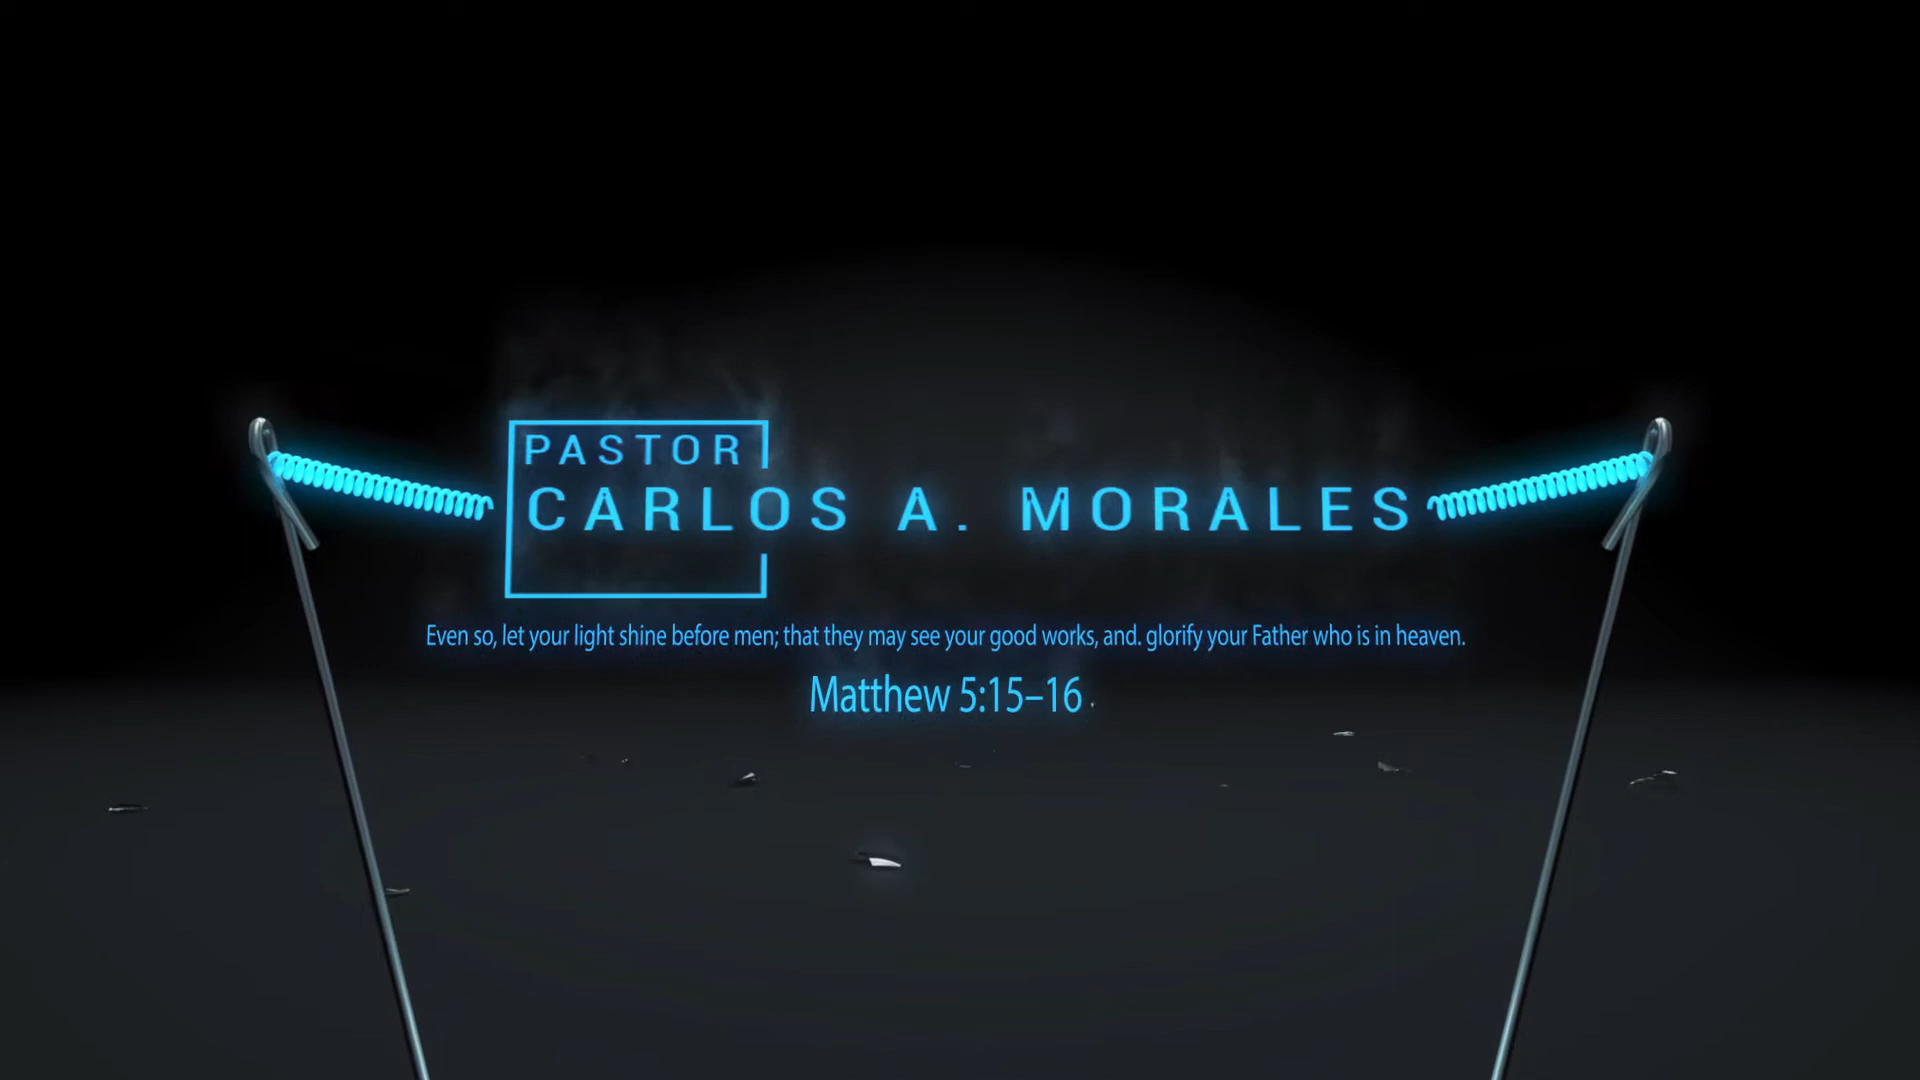 PASTOR
CARLOS A. MORALES
Even so, let your light shine before men; that they may see your good works, and. glorify your Father who is in heaven.
Matthew 5:15–16